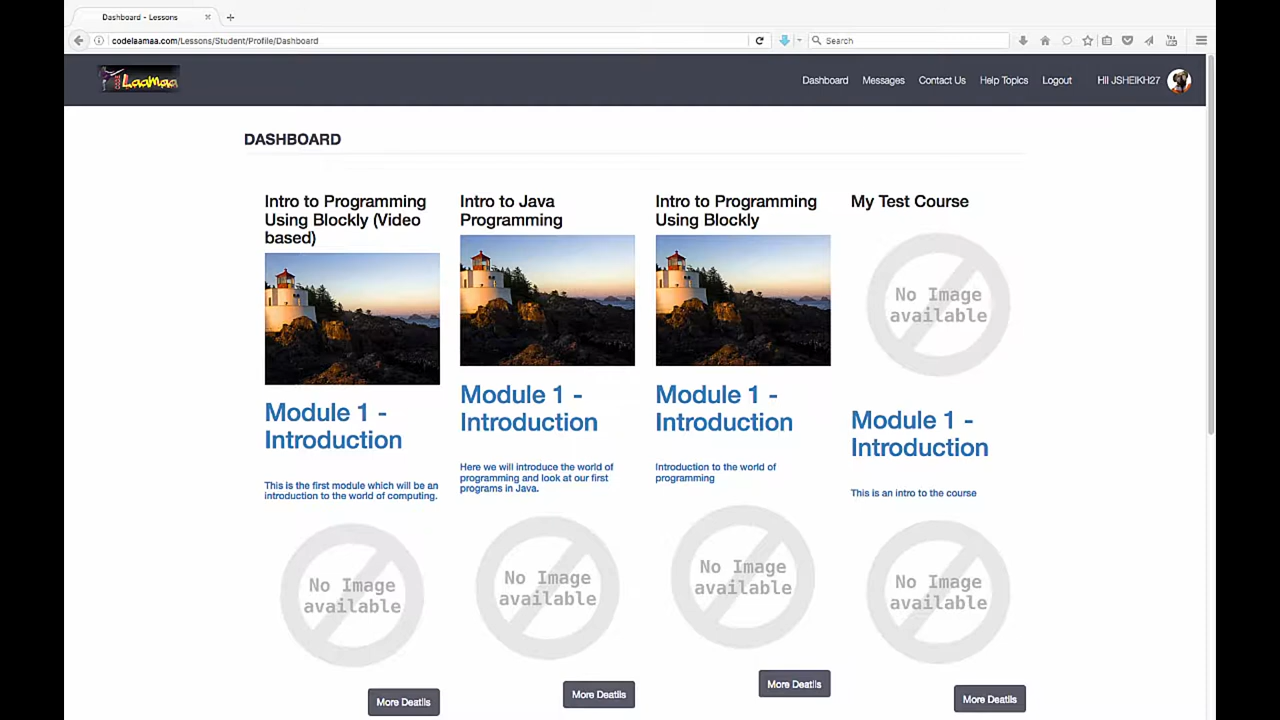 Dashboard - Lessons
codelaamaa.com/Lessons/Student/Profile/Dashboard
Search
Laamaa
Dashboard
Messages
Contact Us
Help Topics
Logout
Hi! JSHEIKH27
DASHBOARD
Intro to Programming
Using Blockly (Video
based)
Module 1 -
Introduction
This is the first module which will be an
introduction to the world of computing.
No Image
available
More Deatils
Intro to Java
Programming
Module 1 -
Introduction
Here we will introduce the world of
programming and look at our first
programs in Java.
No Image
available
More Deatils
Intro to Programming
Using Blockly
Module 1 -
Introduction
Introduction to the world of
programming
No Image
available
More Deatils
My Test Course
No Image
available
Module 1 -
Introduction
This is an intro to the course
No Image
available
More Deatils